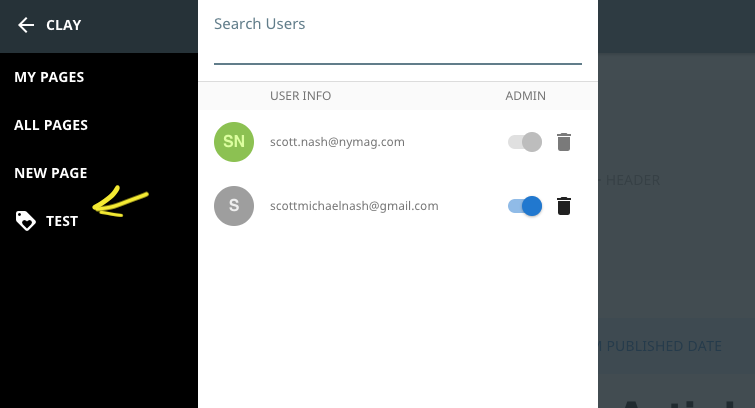 CLAY
MY PAGES
ALL PAGES
NEW PAGE
TEST
Search Users
USER INFO
ADMIN
SN
scott.nash@nymag.com
S
scottmichaelnash@gmail.com
HEADER
PUBLISHED DATE